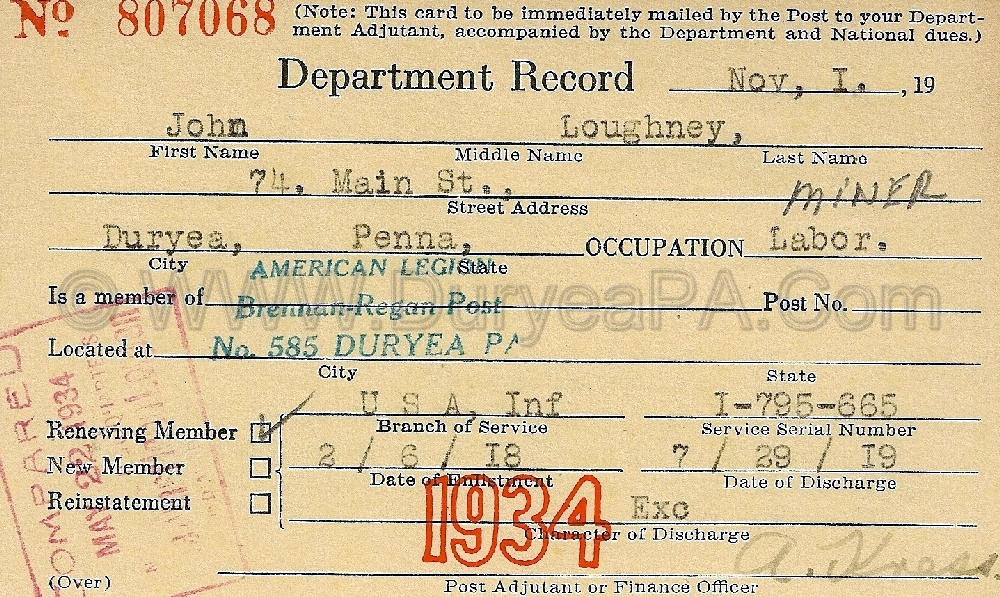 No 807068
(Note: This card to be immediately mailed by the Post to your Depart-
ment Adjutant, accompanied by the Department and National dues.)
Department Record Nov, I. , 19
John Loughney,
First Name Middle Name Last Name
74. Main St.,
MINER
Street Address
Duryea, Penna, OCCUPATION Labor.
City State
AMERICAN LEGION
© WWW.DuryeaPA.Com
Is a member of Brennan-Regan Post Post No.
Located at No. 585 DURYEA PA
City State
COMPARED
MAY 22 1934
U S A, Inf I-795-665
Renewing Member Branch of Service Service Serial Number
New Member 2 / 6 / I8 7 / 29 / I9
Date of Enlistment Date of Discharge
Reinstatement
1934
Exc
Character of Discharge
A.
(Over) Post Adjutant or Finance Officer